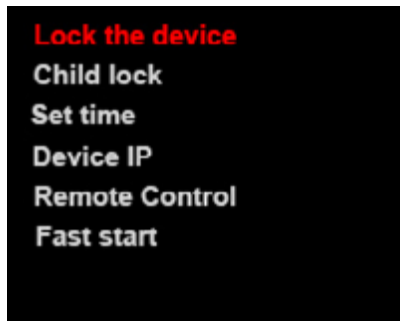 Lock the device
Child lock
Set time
Device IP
Remote Control
Fast start